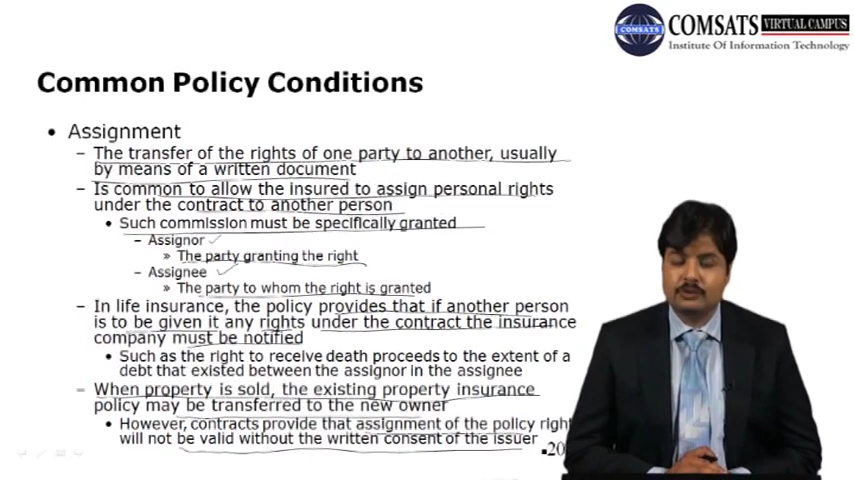 COMSATS VIRTUAL CAMPUS
COMSATS
Institute Of Information Technology
Common Policy Conditions
• Assignment
– The transfer of the rights of one party to another, usually
by means of a written document
– Is common to allow the insured to assign personal rights
under the contract to another person
• Such commission must be specifically granted
– Assignor
» The party granting the right
– Assignee
» The party to whom the right is granted
– In life insurance, the policy provides that if another person
is to be given it any rights under the contract the insurance
company must be notified
• Such as the right to receive death proceeds to the extent of a
debt that existed between the assignor in the assignee
– When property is sold, the existing property insurance
policy may be transferred to the new owner
• However, contracts provide that assignment of the policy right
will not be valid without the written consent of the issuer
20